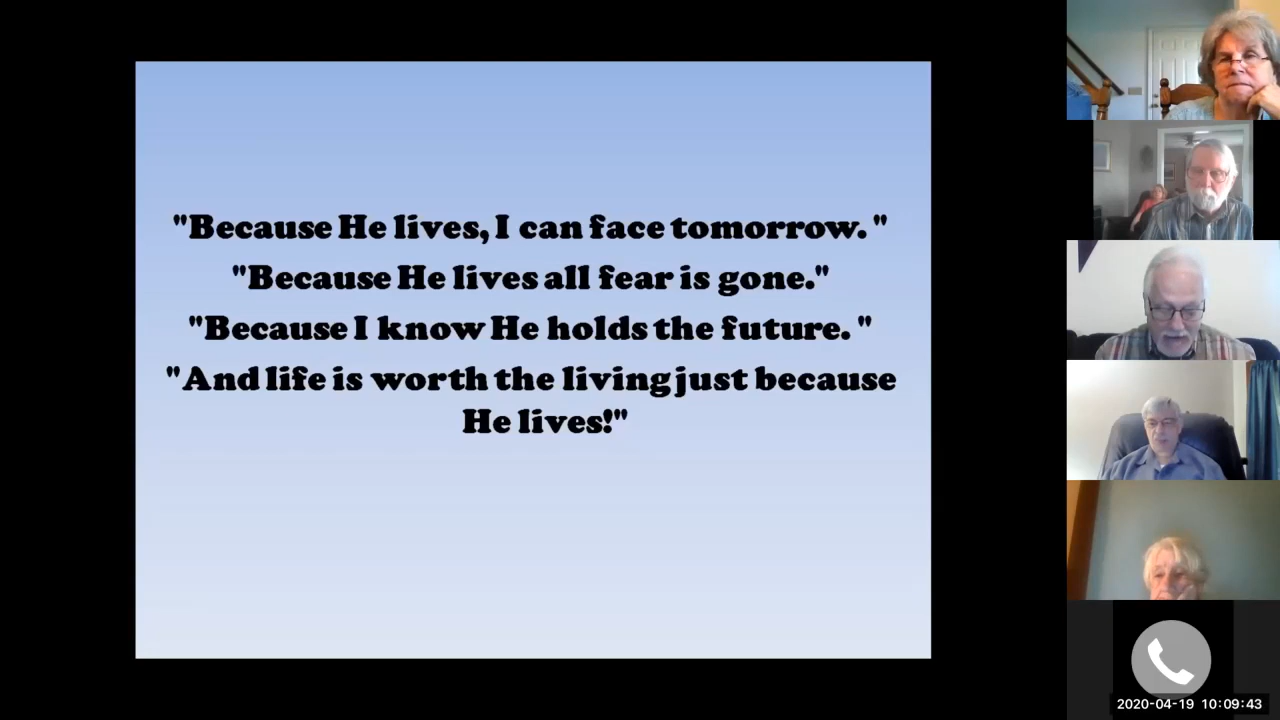 "Because He lives, I can face tomorrow. "
"Because He lives all fear is gone."
"Because I know He holds the future. "
"And life is worth the living just because
He lives!"
2020-04-19 10:09:43